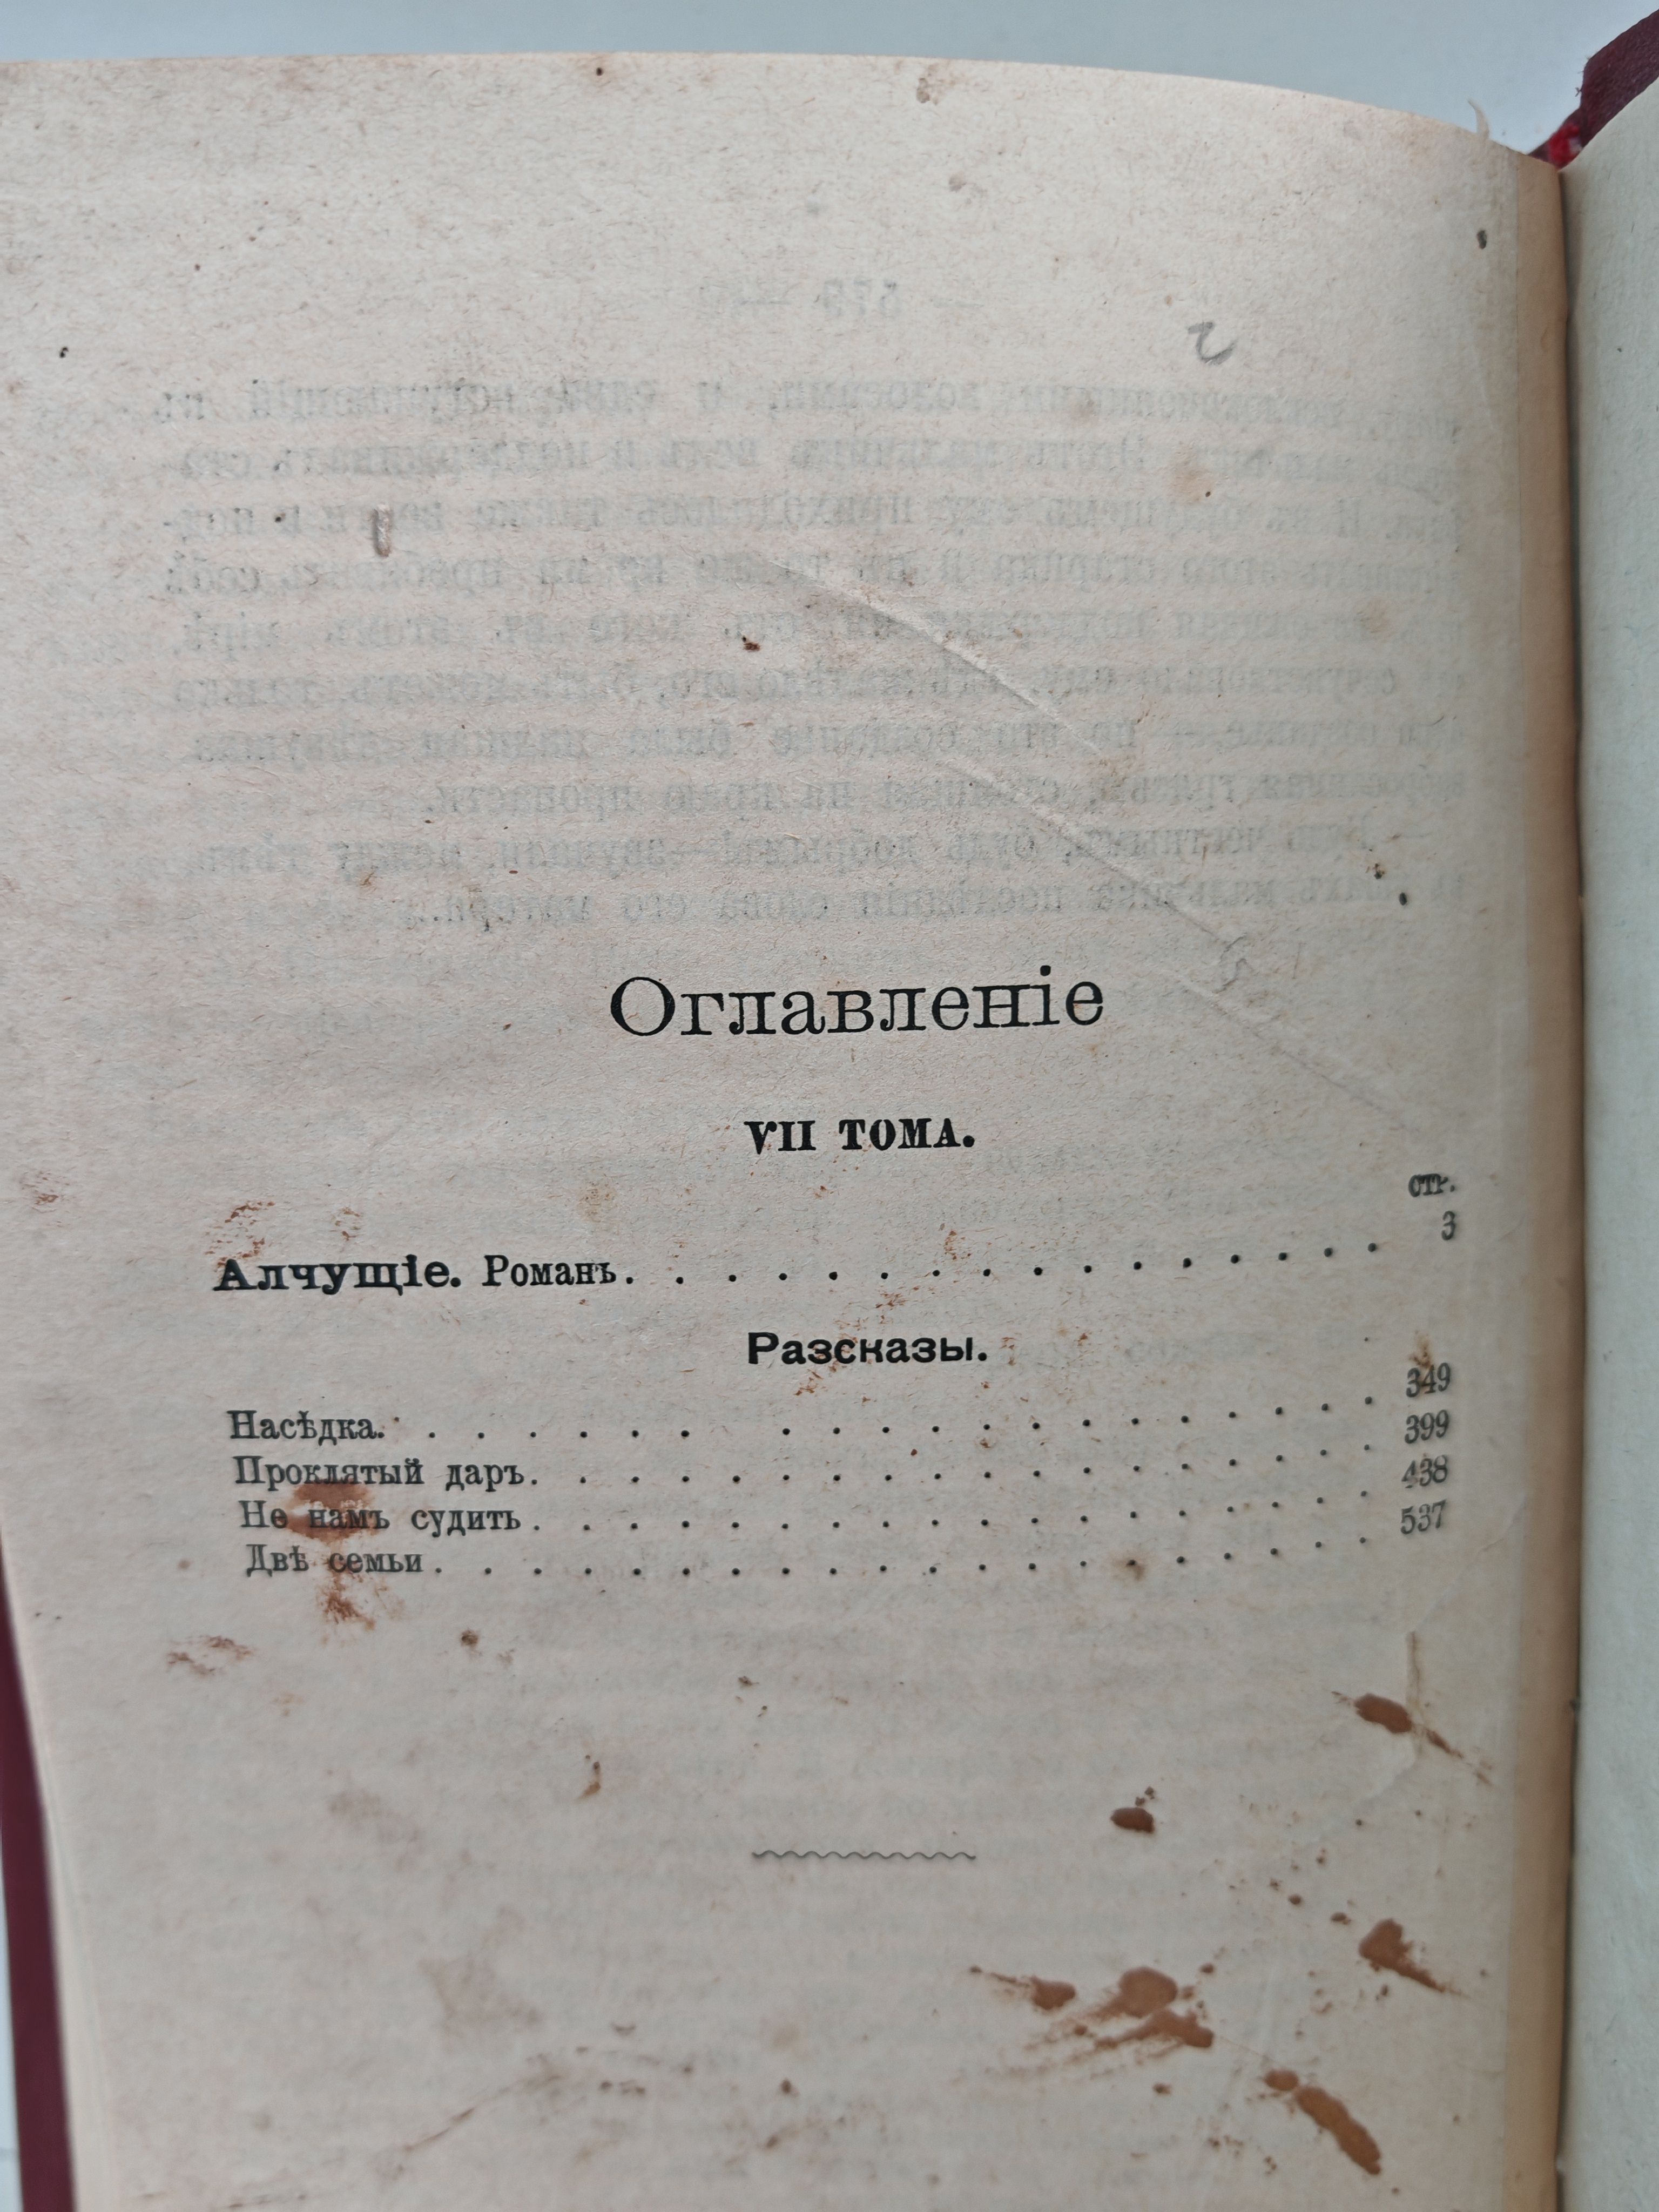 Оглавленіе
VII ТОМА.
СТР.
Алчущіе. Романъ. . . . . . . . . . . . . . . . 3
Разсказы.
Насѣдка. . . . . . . . . . . . . . . . . . . . 349
Проклятый даръ. . . . . . . . . . . . . . . . . . 399
Не намъ судить . . . . . . . . . . . . . . . . . . 438
Двѣ семьи . . . . . . . . . . . . . . . . . . . . 537